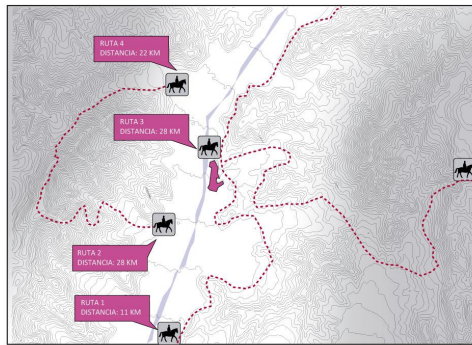 RUTA 4
DISTANCIA: 22 KM
RUTA 3
DISTANCIA: 28 KM
RUTA 2
DISTANCIA: 28 KM
RUTA 1
DISTANCIA: 11 KM